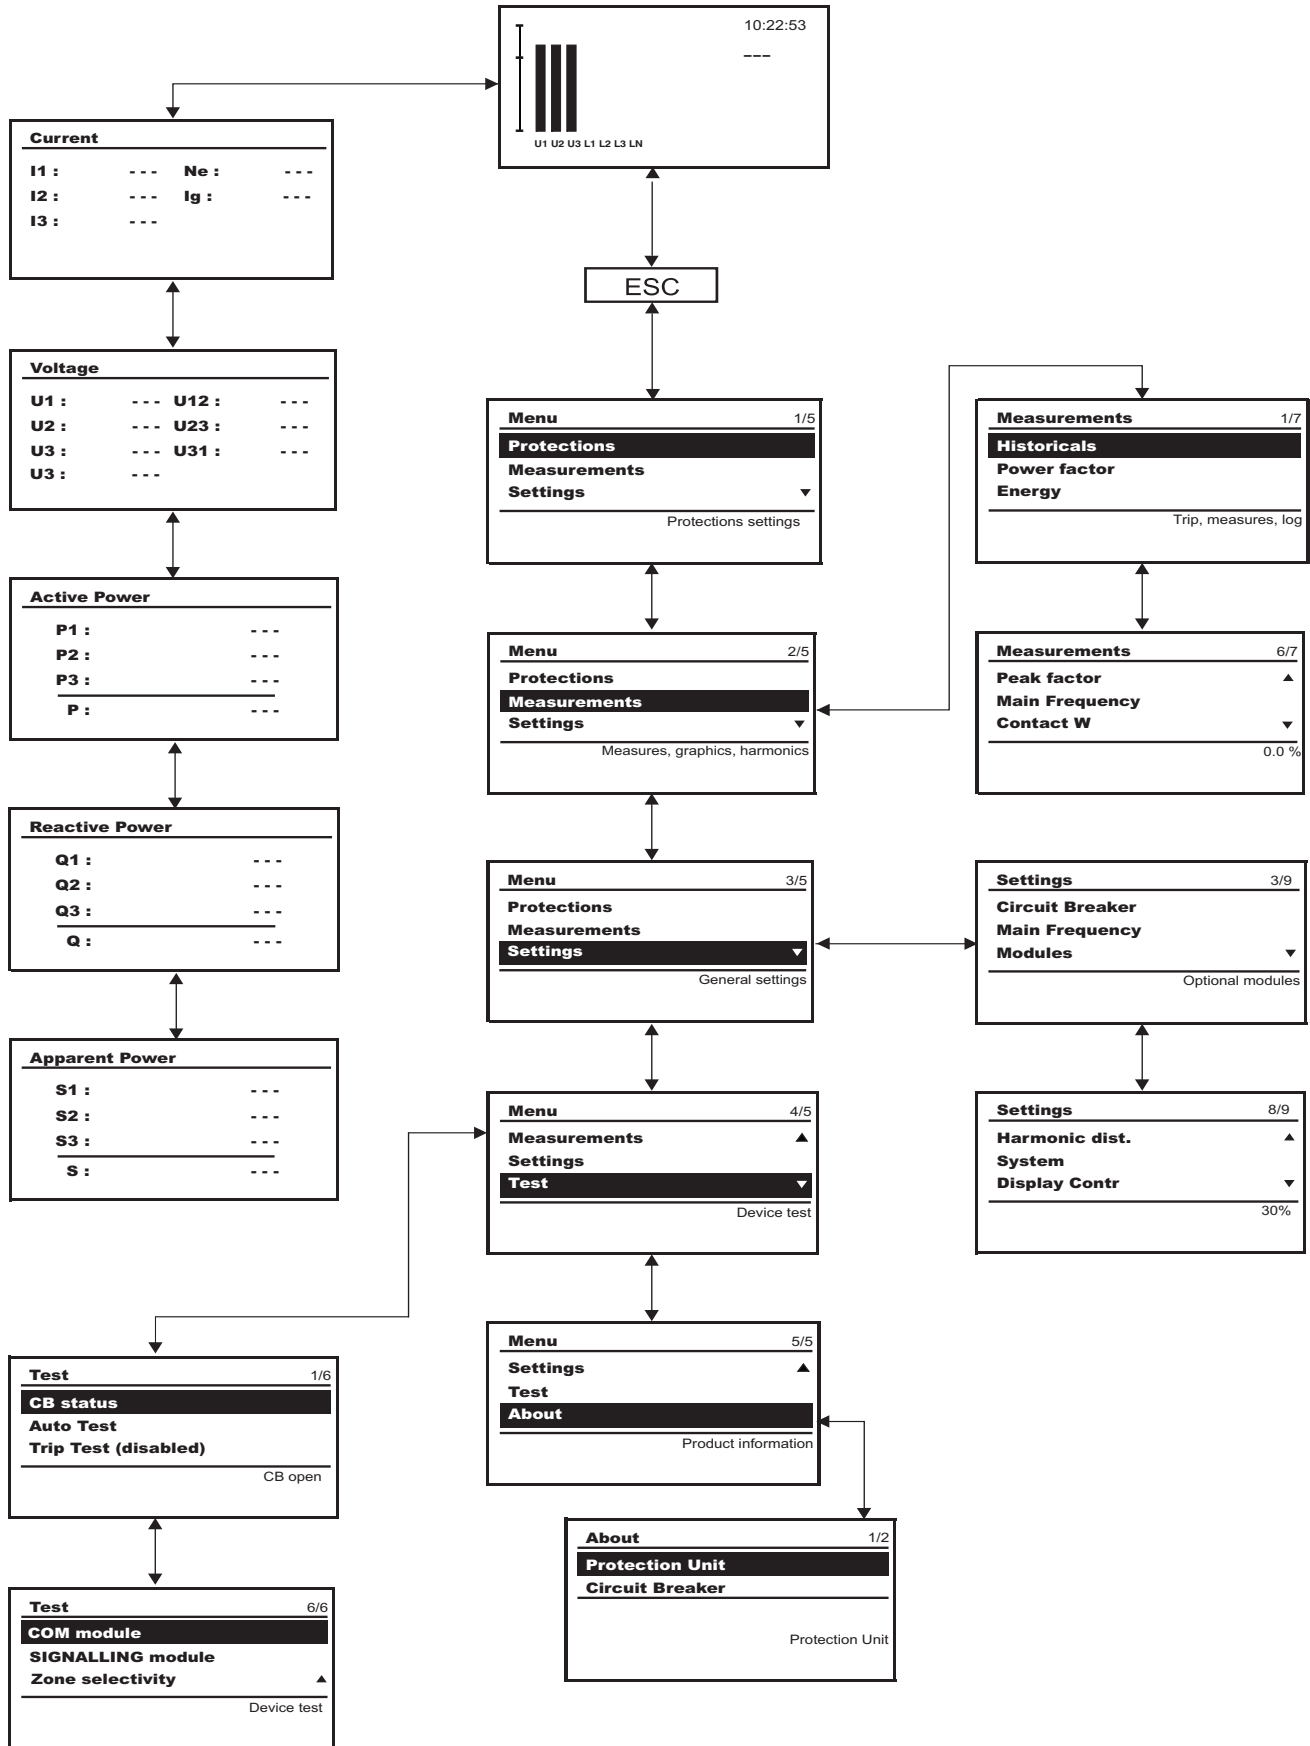 10:22:53
---
U1 U2 U3 L1 L2 L3 LN
Current
I1 : - - - Ne : - - -
I2 : - - - Ig : - - -
I3 : - - -
Voltage
U1 : - - - U12 : - - -
U2 : - - - U23 : - - -
U3 : - - - U31 : - - -
U3 : - - -
Active Power
P1 : - - -
P2 : - - -
P3 : - - -
P : - - -
Reactive Power
Q1 : - - -
Q2 : - - -
Q3 : - - -
Q : - - -
Apparent Power
S1 : - - -
S2 : - - -
S3 : - - -
S : - - -
ESC
Menu 1/5
Protections
Measurements
Settings
Protections settings
Menu 2/5
Protections
Measurements
Settings
Measures, graphics, harmonics
Measurements 1/7
Historicals
Power factor
Energy
Trip, measures, log
Measurements 6/7
Peak factor
Main Frequency
Contact W
0.0 %
Menu 3/5
Protections
Measurements
Settings
General settings
Settings 3/9
Circuit Breaker
Main Frequency
Modules
Optional modules
Settings 8/9
Harmonic dist.
System
Display Contr
30%
Menu 4/5
Measurements
Settings
Test
Device test
Test 1/6
CB status
Auto Test
Trip Test (disabled)
CB open
Test 6/6
COM module
SIGNALLING module
Zone selectivity
Device test
Menu 5/5
Settings
Test
About
Product information
About 1/2
Protection Unit
Circuit Breaker
Protection Unit